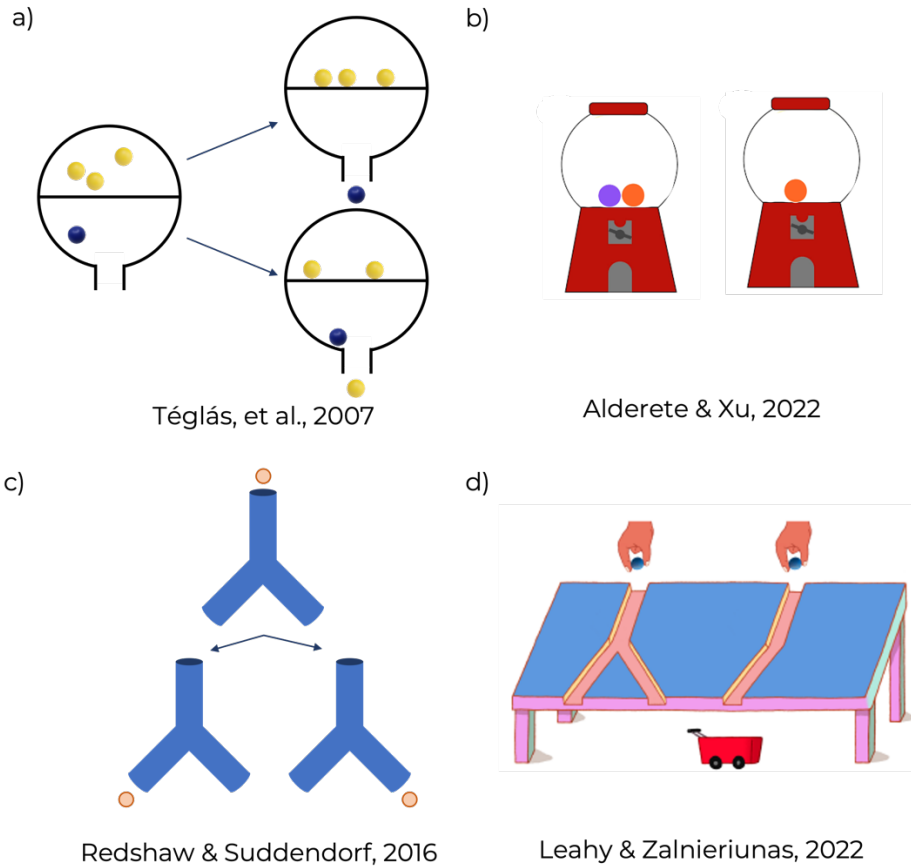 a)
b)
Téglás, et al., 2007
Alderete & Xu, 2022
c)
d)
Redshaw & Suddendorf, 2016
Leahy & Zalnieriunas, 2022